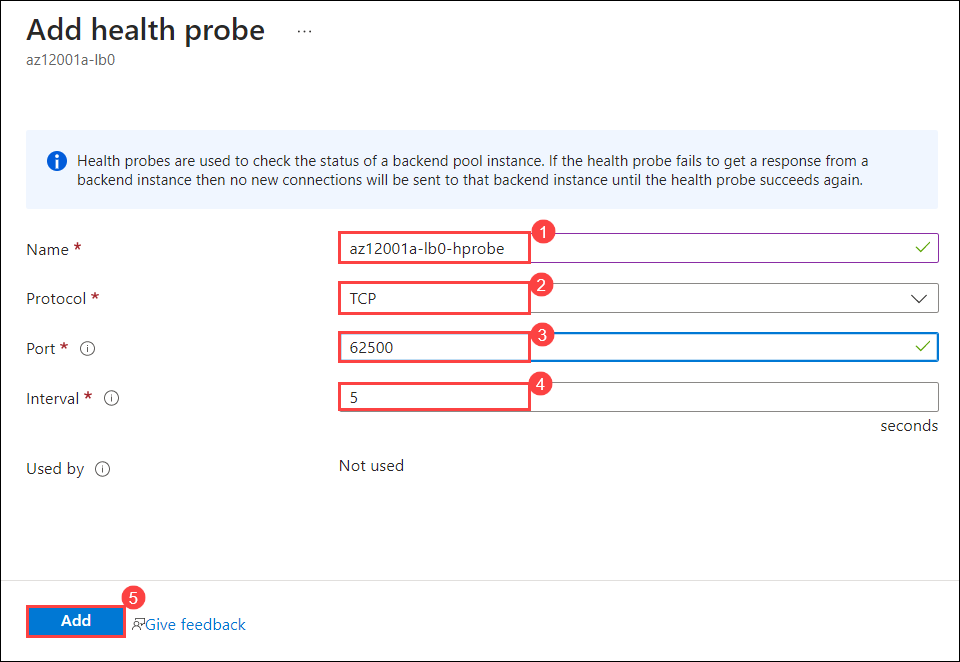 Add health probe ...
az12001a-lb0
Health probes are used to check the status of a backend pool instance. If the health probe fails to get a response from a
backend instance then no new connections will be sent to that backend instance until the health probe succeeds again.
Name * az12001a-lb0-hprobe 1
Protocol * TCP 2
Port * 62500 3
Interval * 5 4
seconds
Used by Not used
Add 5 Give feedback